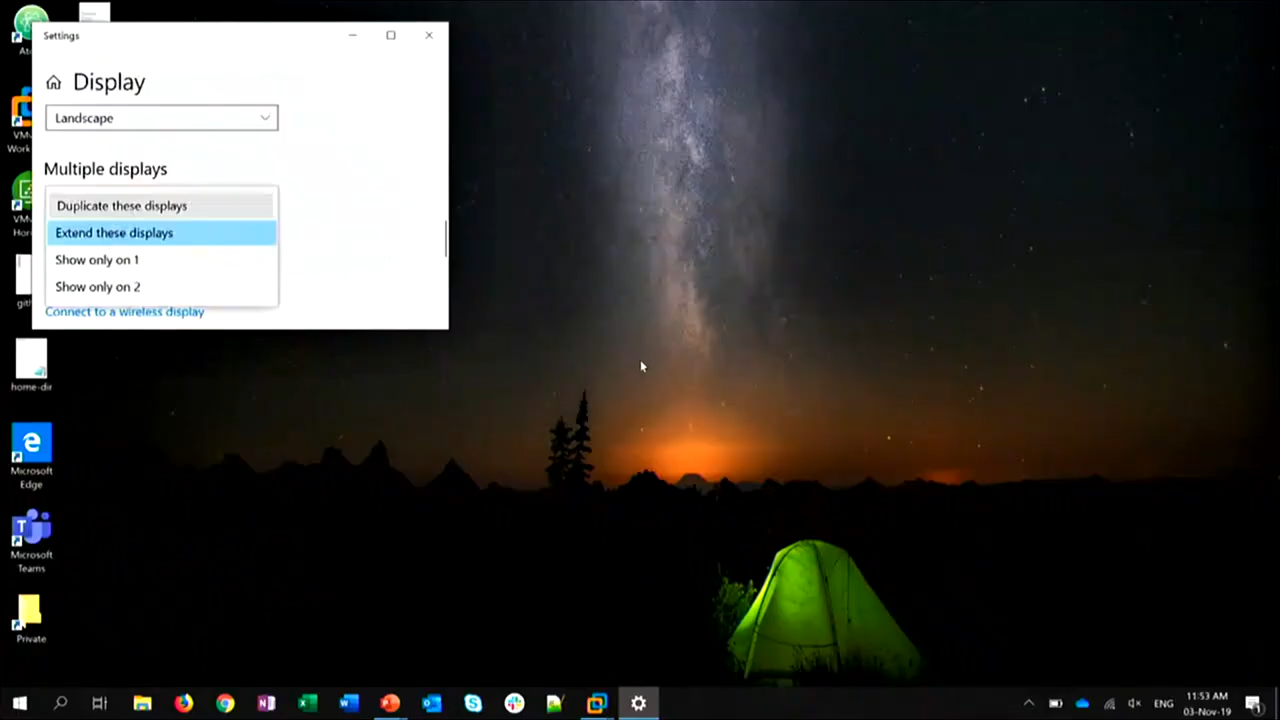 Settings
Display
Landscape
Multiple displays
Duplicate these displays
Extend these displays
Show only on 1
Show only on 2
Connect to a wireless display
home-dir
Microsoft
Edge
Microsoft
Teams
Private
ENG
11:53 AM
03-Nov-19